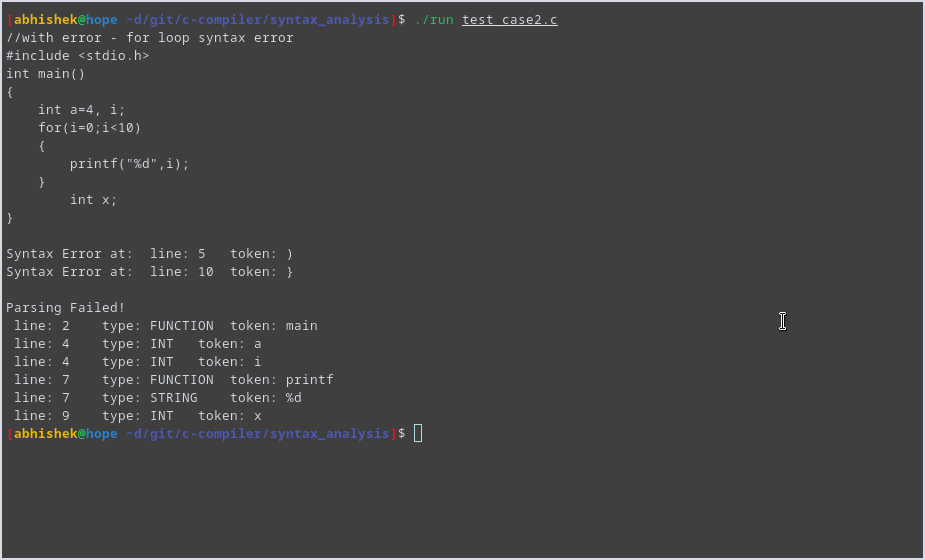 [abhishek@hope ~d/git/c-compiler/syntax_analysis]$ ./run test_case2.c
//with error - for loop syntax error
#include <stdio.h>
int main()
{
    int a=4, i;
    for(i=0;i<10)
    {
        printf("%d",i);
    }
        int x;
}

Syntax Error at:  line: 5   token: )
Syntax Error at:  line: 10  token: }

Parsing Failed!
 line: 2    type: FUNCTION  token: main
 line: 4    type: INT   token: a
 line: 4    type: INT   token: i
 line: 7    type: FUNCTION  token: printf
 line: 7    type: STRING    token: %d
 line: 9    type: INT   token: x
[abhishek@hope ~d/git/c-compiler/syntax_analysis]$